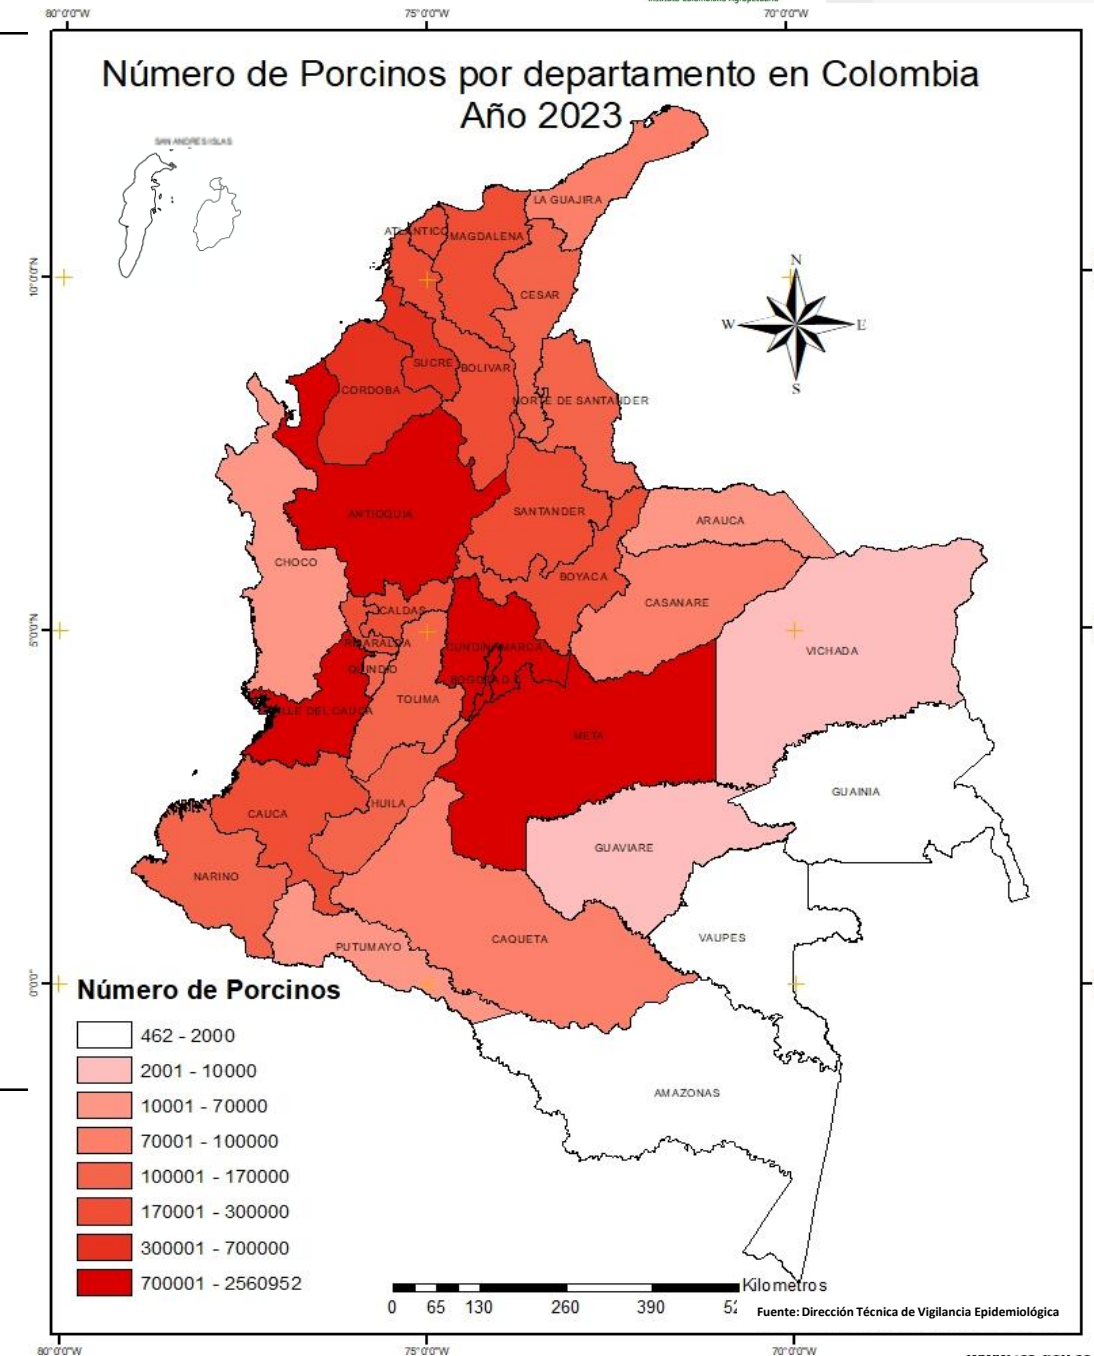 80°0'0"W 75°0'0"W 70°0'0"W
Número de Porcinos por departamento en Colombia
Año 2023
SAN ANDRES ISLAS
LA GUAJIRA
ATLANTICO
MAGDALENA
N
10°0'0"N
CESAR
W E
SUCRE
BOLIVAR
CORDOBA
S
NORTE DE SANTANDER
ANTIOQUIA
SANTANDER
ARAUCA
CHOCO
BOYACA
CASANARE
CALDAS
5°0'0"N
RISARALDA
CUNDINAMARCA
VICHADA
QUINDIO
BOGOTA D.C.
TOLIMA
VALLE DEL CAUCA
META
GUAINIA
HUILA
CAUCA
GUAVIARE
NARINO
VAUPES
CAQUETA
PUTUMAYO
0°0'0"
Número de Porcinos
462 - 2000
2001 - 10000
10001 - 70000
70001 - 100000
100001 - 170000
170001 - 300000
300001 - 700000
700001 - 2560952
AMAZONAS
Kilometros
0 65 130 260 390 52
Fuente: Dirección Técnica de Vigilancia Epidemiológica
80°0'0"W 75°0'0"W 70°0'0"W